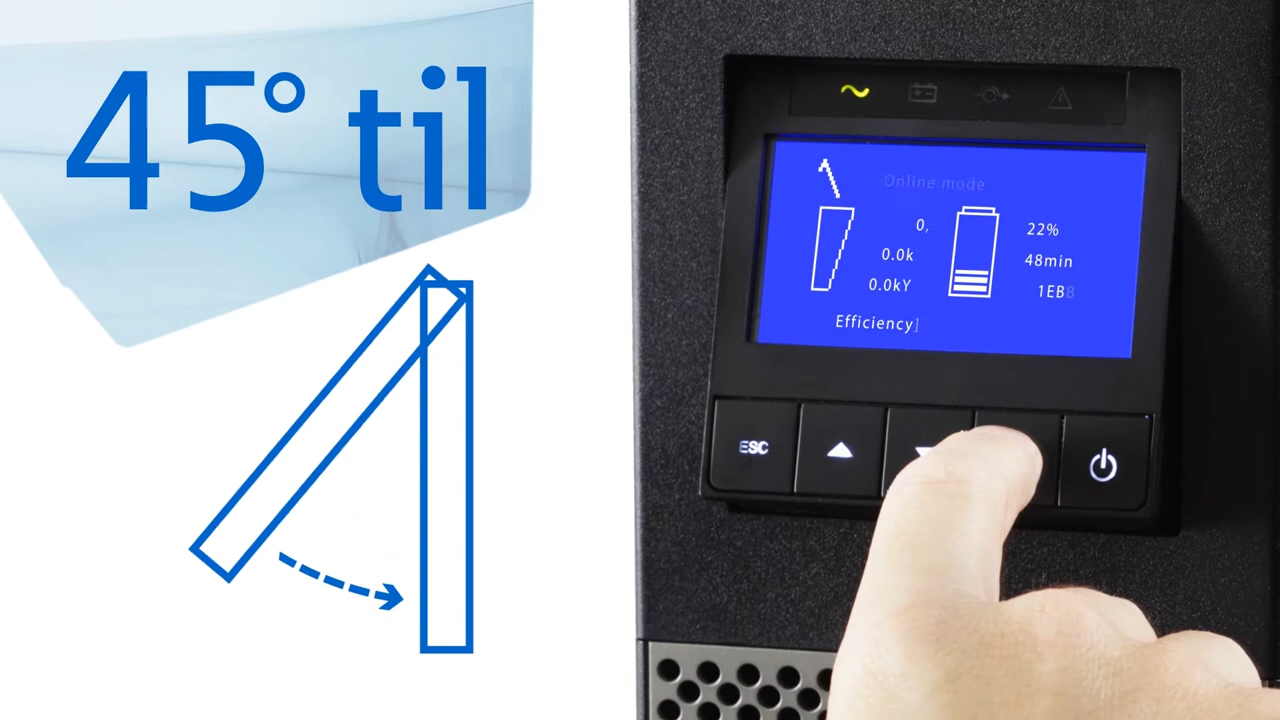 45° til
Online mode
0,
22%
0.0k
48min
0.0kY
1EB
Efficiency
ESC